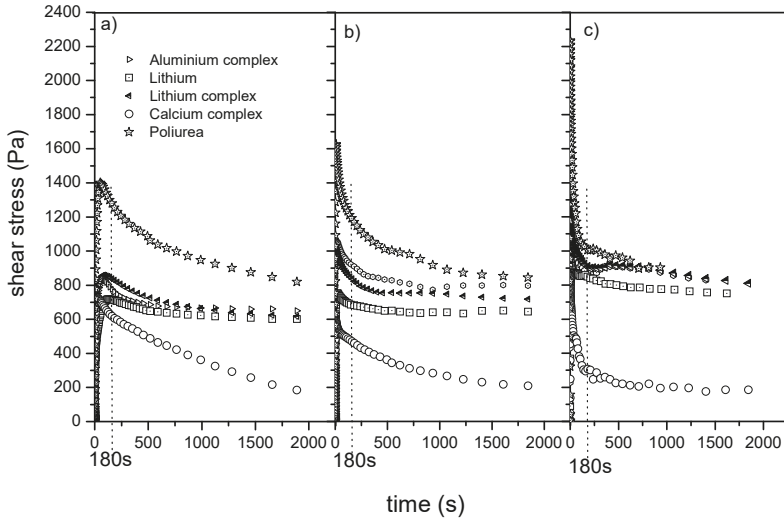 a)
b)
c)
2400
2200
2000
1800
1600
1400
1200
1000
800
600
400
200
0
shear stress (Pa)
Aluminium complex
Lithium
Lithium complex
Calcium complex
Poliurea
0 500 1000 1500 2000
0 500 1000 1500 2000
0 500 1000 1500 2000
180s
180s
180s
time (s)